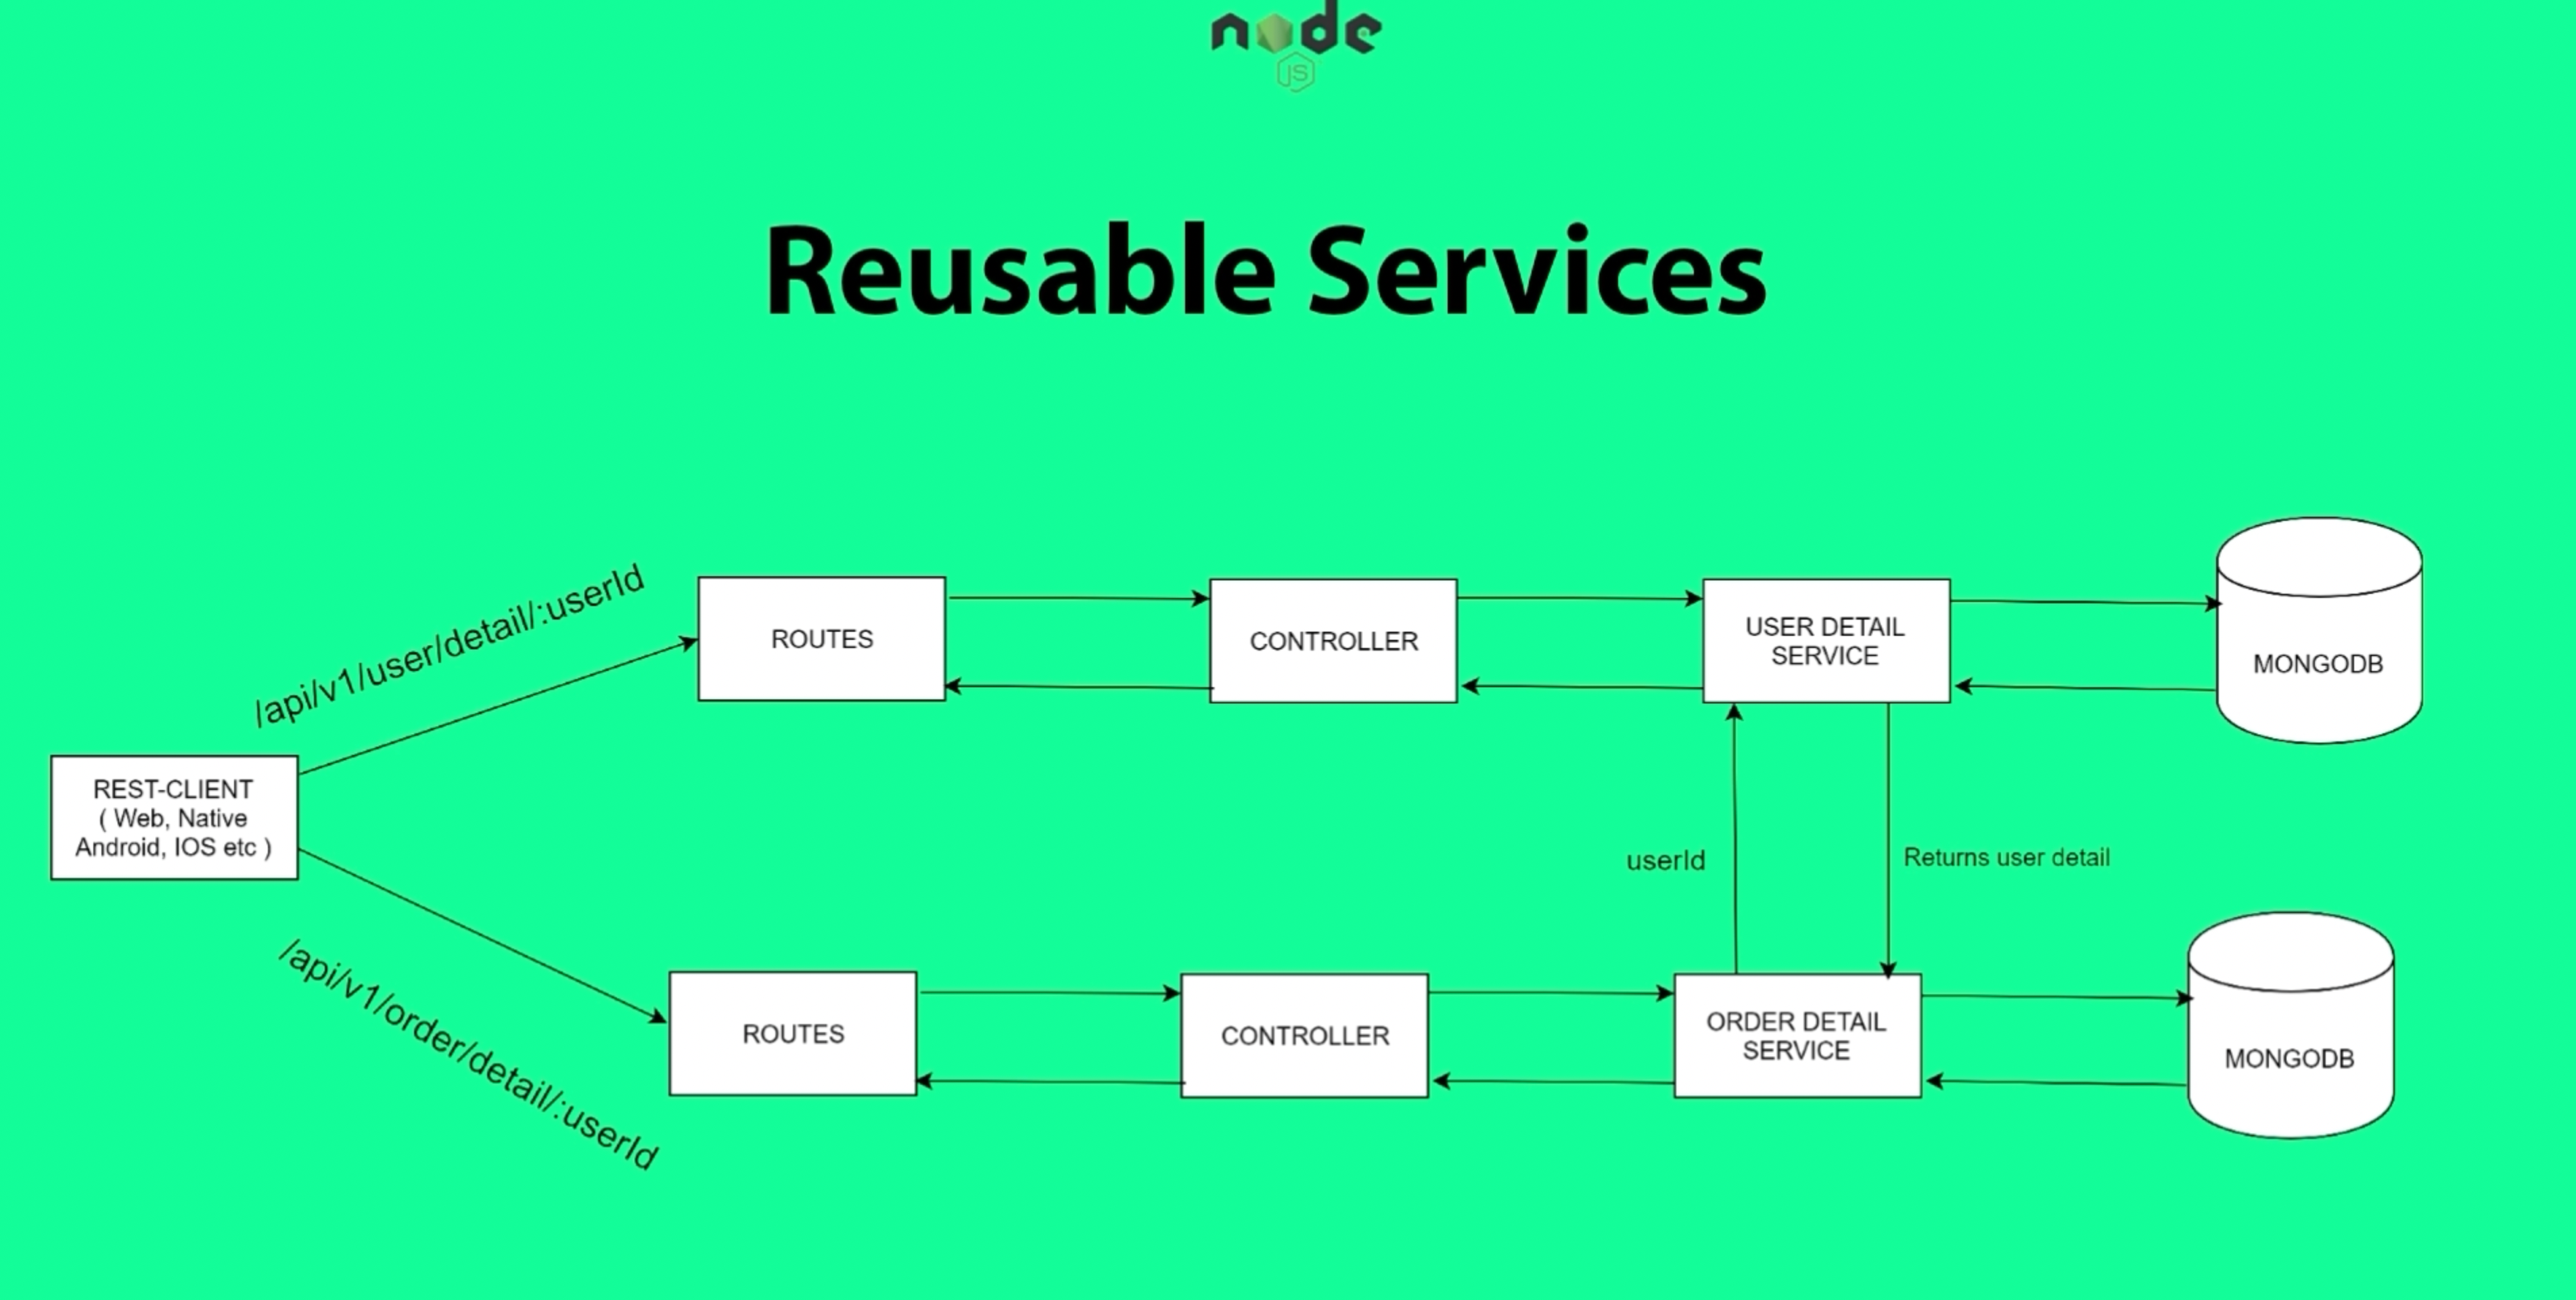 node
JS
Reusable Services
/api/v1/user/detail/:userId
ROUTES
CONTROLLER
USER DETAIL
SERVICE
MONGODB
REST-CLIENT
( Web, Native
Android, IOS etc )
userId
Returns user detail
/api/v1/order/detail/:userId
ROUTES
CONTROLLER
ORDER DETAIL
SERVICE
MONGODB